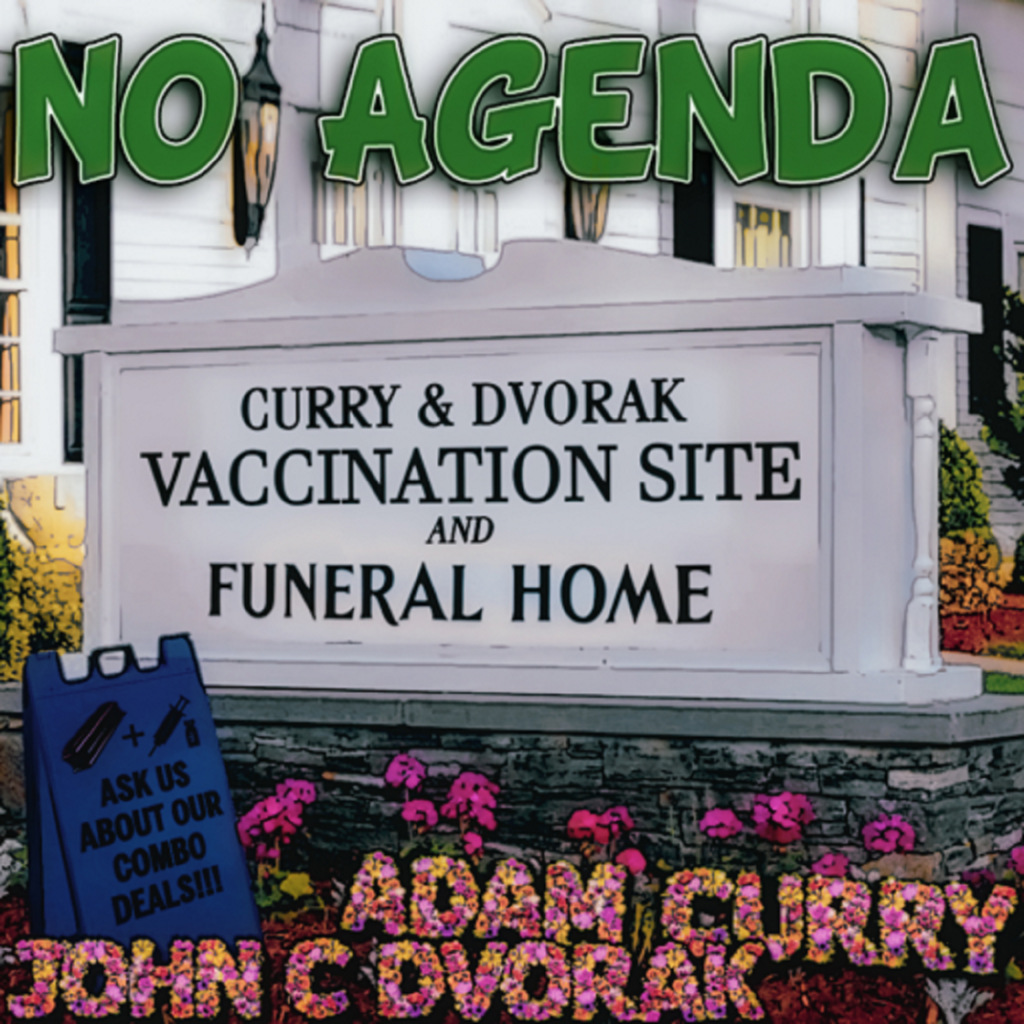 NO AGENDA
CURRY & DVORAK
VACCINATION SITE
AND
FUNERAL HOME
+
ASK US
ABOUT OUR
COMBO
DEALS!!!
ADAM CURRY
JOHN C DVORAK